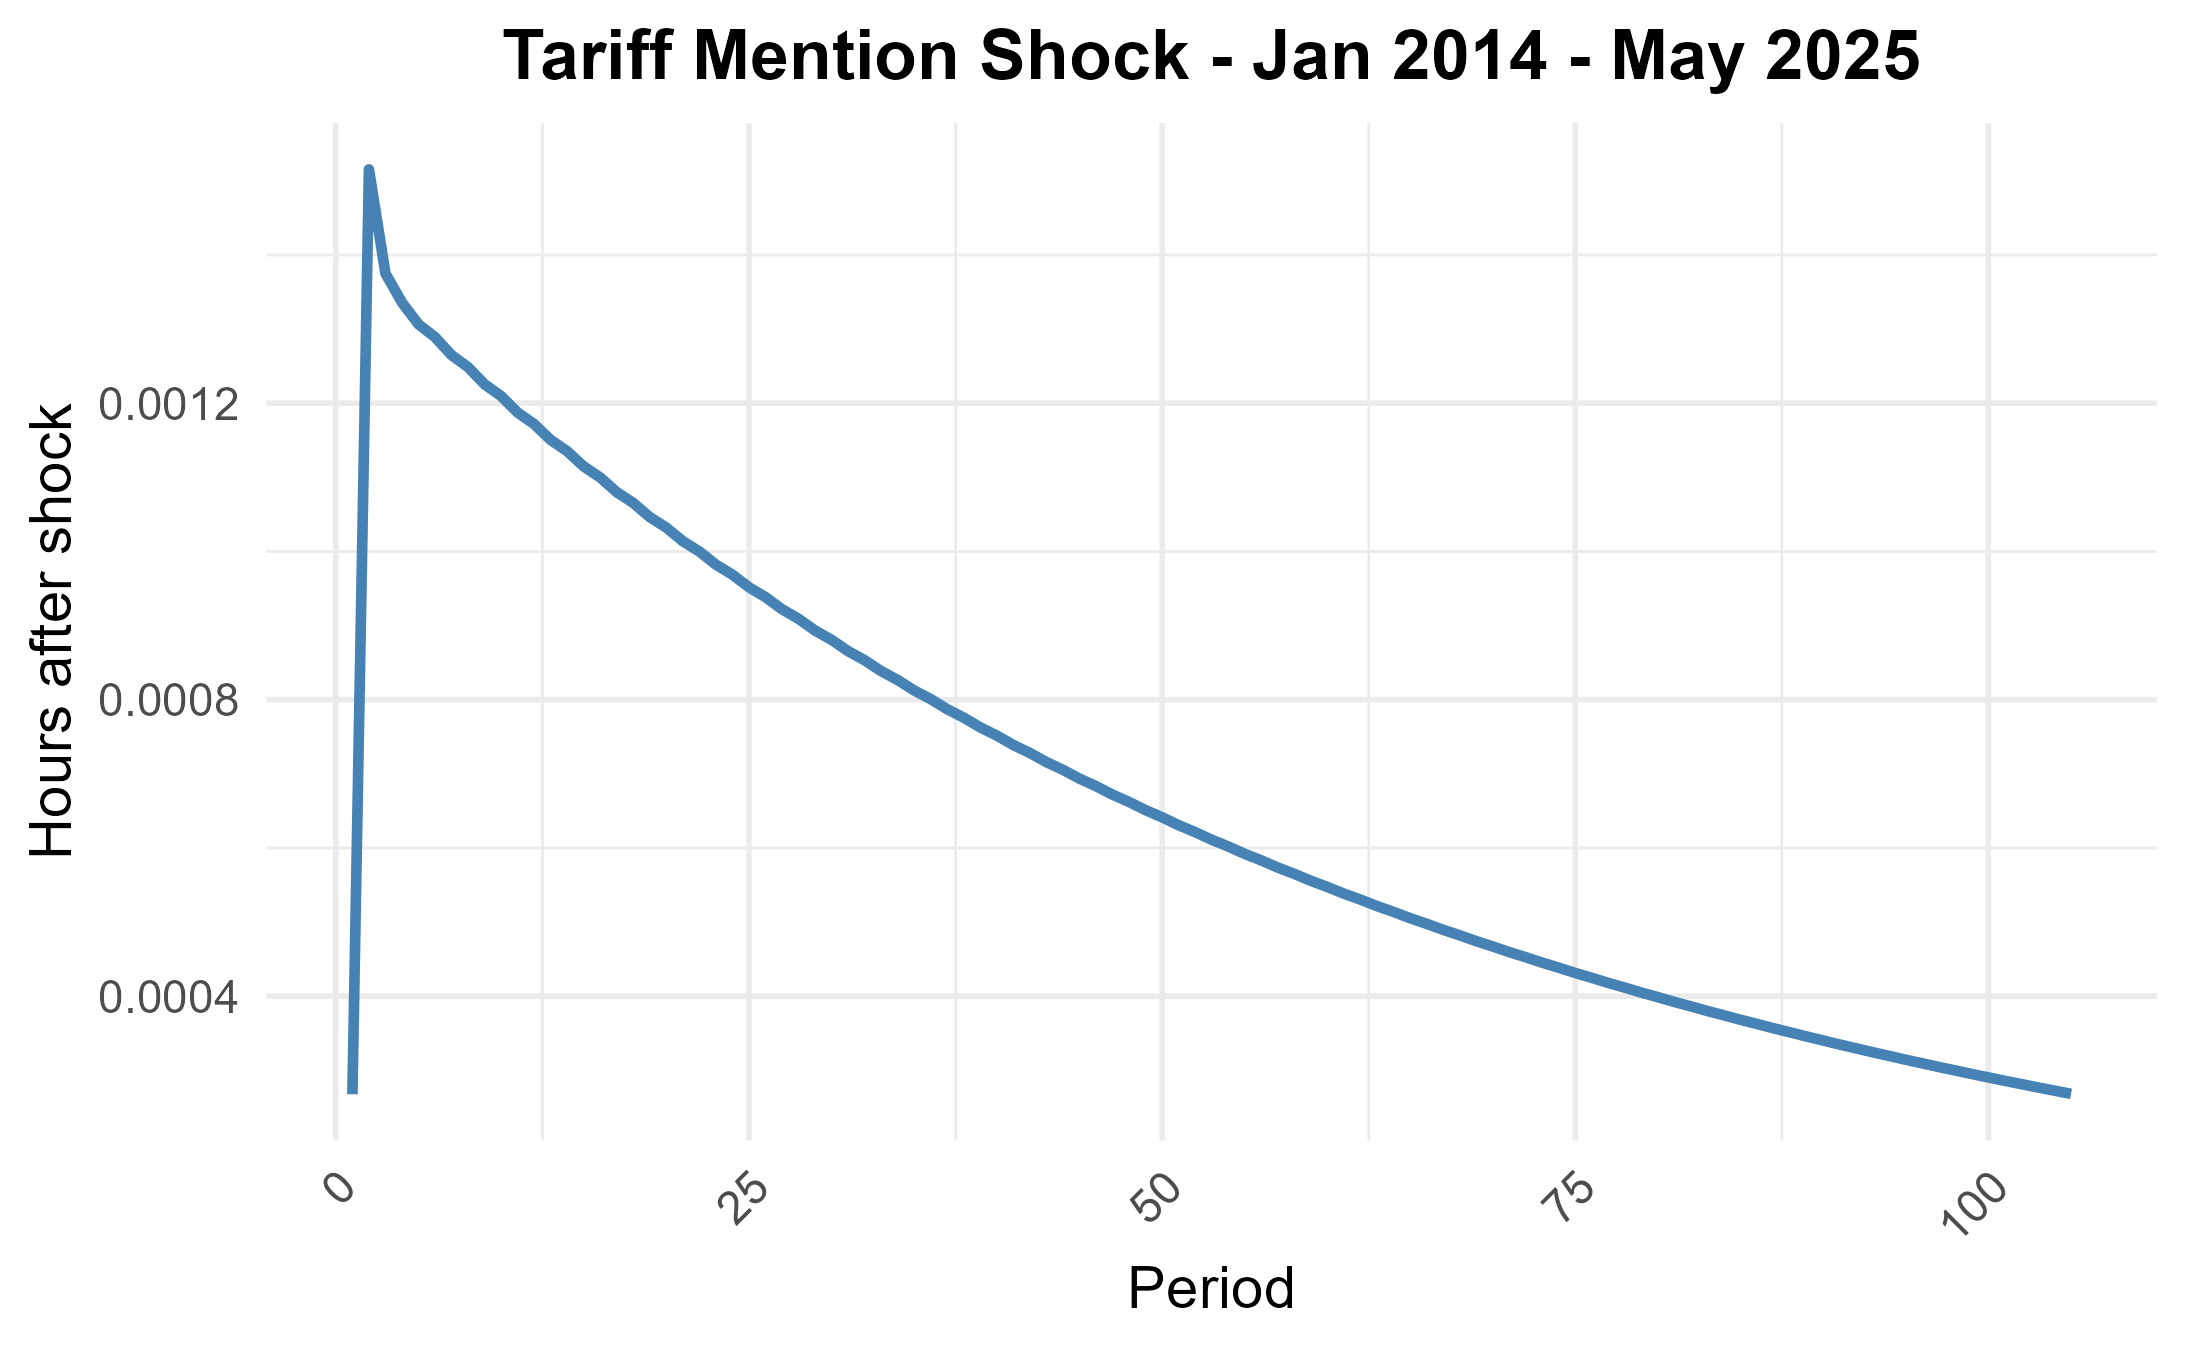 Tariff Mention Shock - Jan 2014 - May 2025
Hours after shock
0.0012
0.0008
0.0004
0
25
50
75
100
Period